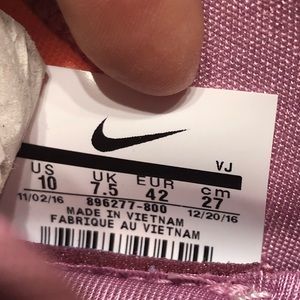 VJ
US UK EUR cm
10 7.5 42 27
11/02/16 896277-800 12/20/16
MADE IN VIETNAM
FABRIQUE AU VIETNAM